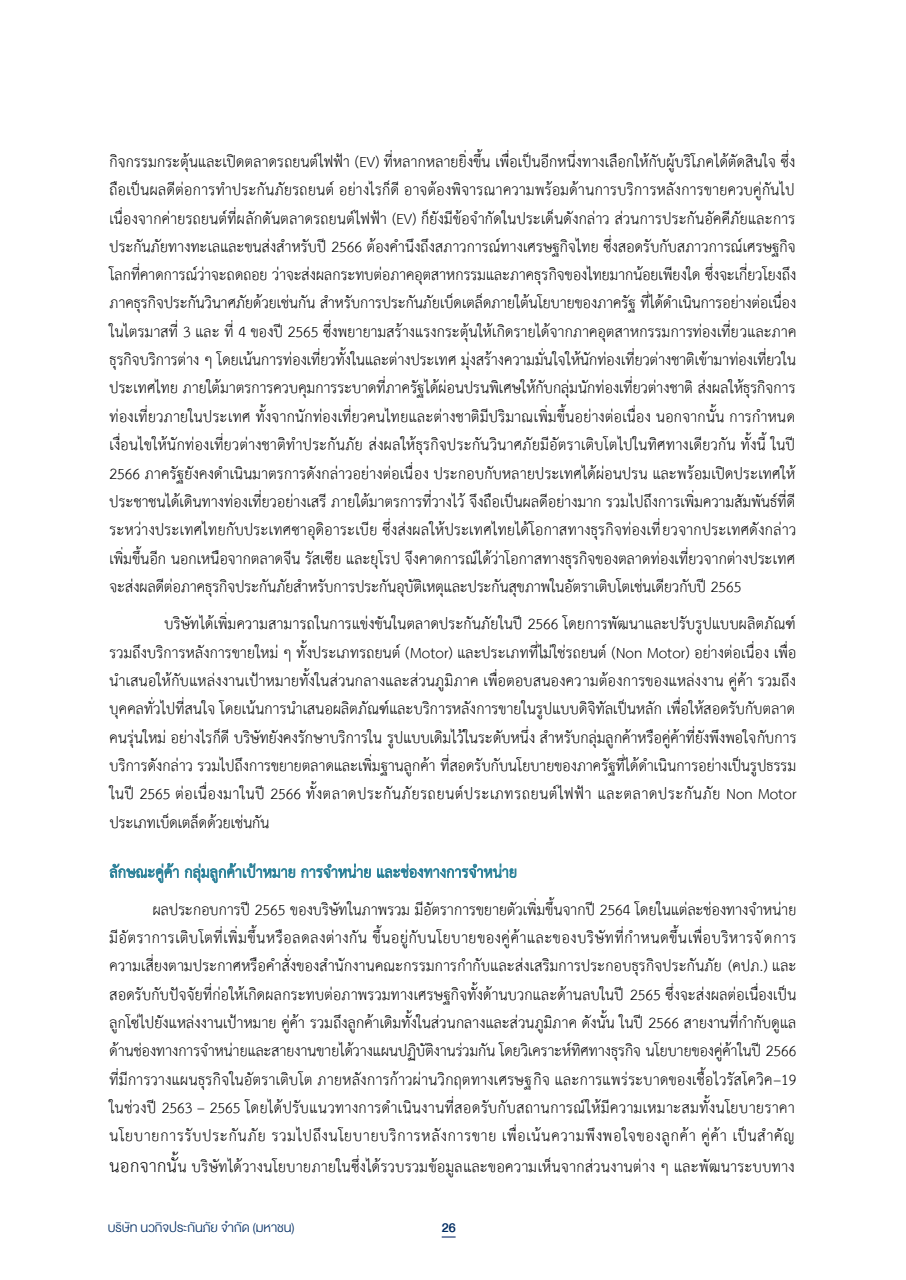 กิจกรรมกระตุ้นและเปิดตลาดรถยนต์ไฟฟ้า (EV) ที่หลากหลายยิ่งขึ้น เพื่อเป็นอีกหนึ่งทางเลือกให้กับผู้บริโภคได้ตัดสินใจ ซึ่ง
ถือเป็นผลดีต่อการทำประกันภัยรถยนต์ อย่างไรก็ดี อาจต้องพิจารณาความพร้อมด้านการบริการหลังการขายควบคู่กันไป
เนื่องจากค่ายรถยนต์ที่ผลักดันตลาดรถยนต์ไฟฟ้า (EV) ก็ยังมีข้อจำกัดในประเด็นดังกล่าว ส่วนการประกันอัคคีภัยและการ
ประกันภัยทางทะเลและขนส่งสำหรับปี 2566 ต้องคำนึงถึงสภาวการณ์ทางเศรษฐกิจไทย ซึ่งสอดรับกับสภาวการณ์เศรษฐกิจ
โลกที่คาดการณ์ว่าจะถดถอย ว่าจะส่งผลกระทบต่อภาคอุตสาหกรรมและภาคธุรกิจของไทยมากน้อยเพียงใด ซึ่งจะเกี่ยวโยงถึง
ภาคธุรกิจประกันวินาศภัยด้วยเช่นกัน สำหรับการประกันภัยเบ็ดเตล็ดภายใต้นโยบายของภาครัฐ ที่ได้ดำเนินการอย่างต่อเนื่อง
ในไตรมาสที่ 3 และ ที่ 4 ของปี 2565 ซึ่งพยายามสร้างแรงกระตุ้นให้เกิดรายได้จากภาคอุตสาหกรรมการท่องเที่ยวและภาค
ธุรกิจบริการต่าง ๆ โดยเน้นการท่องเที่ยวทั้งในและต่างประเทศ มุ่งสร้างความมั่นใจให้นักท่องเที่ยวต่างชาติเข้ามาท่องเที่ยวใน
ประเทศไทย ภายใต้มาตรการควบคุมการระบาดที่ภาครัฐได้ผ่อนปรนพิเศษให้กับกลุ่มนักท่องเที่ยวต่างชาติ ส่งผลให้ธุรกิจการ
ท่องเที่ยวภายในประเทศ ทั้งจากนักท่องเที่ยวคนไทยและต่างชาติมีปริมาณเพิ่มขึ้นอย่างต่อเนื่อง นอกจากนั้น การกำหนด
เงื่อนไขให้นักท่องเที่ยวต่างชาติทำประกันภัย ส่งผลให้ธุรกิจประกันวินาศภัยมีอัตราเติบโตไปในทิศทางเดียวกัน ทั้งนี้ ในปี
2566 ภาครัฐยังคงดำเนินมาตรการดังกล่าวอย่างต่อเนื่อง ประกอบกับหลายประเทศได้ผ่อนปรน และพร้อมเปิดประเทศให้
ประชาชนได้เดินทางท่องเที่ยวอย่างเสรี ภายใต้มาตรการที่วางไว้ จึงถือเป็นผลดีอย่างมาก รวมไปถึงการเพิ่มความสัมพันธ์ที่ดี
ระหว่างประเทศไทยกับประเทศซาอุดิอาระเบีย ซึ่งส่งผลให้ประเทศไทยได้โอกาสทางธุรกิจท่องเที่ยวจากประเทศดังกล่าว
เพิ่มขึ้นอีก นอกเหนือจากตลาดจีน รัสเซีย และยุโรป จึงคาดการณ์ได้ว่าโอกาสทางธุรกิจของตลาดท่องเที่ยวจากต่างประเทศ
จะส่งผลดีต่อภาคธุรกิจประกันภัยสำหรับการประกันอุบัติเหตุและประกันสุขภาพในอัตราเติบโตเช่นเดียวกับปี 2565
บริษัทได้เพิ่มความสามารถในการแข่งขันในตลาดประกันภัยในปี 2566 โดยการพัฒนาและปรับรูปแบบผลิตภัณฑ์
รวมถึงบริการหลังการขายใหม่ ๆ ทั้งประเภทรถยนต์ (Motor) และประเภทที่ไม่ใช่รถยนต์ (Non Motor) อย่างต่อเนื่อง เพื่อ
นำเสนอให้กับแหล่งงานเป้าหมายทั้งในส่วนกลางและส่วนภูมิภาค เพื่อตอบสนองความต้องการของแหล่งงาน คู่ค้า รวมถึง
บุคคลทั่วไปที่สนใจ โดยเน้นการนำเสนอผลิตภัณฑ์และบริการหลังการขายในรูปแบบดิจิทัลเป็นหลัก เพื่อให้สอดรับกับตลาด
คนรุ่นใหม่ อย่างไรก็ดี บริษัทยังคงรักษาบริการใน รูปแบบเดิมไว้ในระดับหนึ่ง สำหรับกลุ่มลูกค้าหรือคู่ค้าที่ยังพึงพอใจกับการ
บริการดังกล่าว รวมไปถึงการขยายตลาดและเพิ่มฐานลูกค้า ที่สอดรับกับนโยบายของภาครัฐที่ได้ดำเนินการอย่างเป็นรูปธรรม
ในปี 2565 ต่อเนื่องมาในปี 2566 ทั้งตลาดประกันภัยรถยนต์ประเภทรถยนต์ไฟฟ้า และตลาดประกันภัย Non Motor
ประเภทเบ็ดเตล็ดด้วยเช่นกัน
ลักษณะคู่ค้า กลุ่มลูกค้าเป้าหมาย การจำหน่าย และช่องทางการจำหน่าย
ผลประกอบการปี 2565 ของบริษัทในภาพรวม มีอัตราการขยายตัวเพิ่มขึ้นจากปี 2564 โดยในแต่ละช่องทางจำหน่าย
มีอัตราการเติบโตที่เพิ่มขึ้นหรือลดลงต่างกัน ขึ้นอยู่กับนโยบายของคู่ค้าและของบริษัทที่กำหนดขึ้นเพื่อบริหารจัดการ
ความเสี่ยงตามประกาศหรือคำสั่งของสำนักงานคณะกรรมการกำกับและส่งเสริมการประกอบธุรกิจประกันภัย (คปภ.) และ
สอดรับกับปัจจัยที่ก่อให้เกิดผลกระทบต่อภาพรวมทางเศรษฐกิจทั้งด้านบวกและด้านลบในปี 2565 ซึ่งจะส่งผลต่อเนื่องเป็น
ลูกโซ่ไปยังแหล่งงานเป้าหมาย คู่ค้า รวมถึงลูกค้าเดิมทั้งในส่วนกลางและส่วนภูมิภาค ดังนั้น ในปี 2566 สายงานที่กำกับดูแล
ด้านช่องทางการจำหน่ายและสายงานขายได้วางแผนปฏิบัติงานร่วมกัน โดยวิเคราะห์ทิศทางธุรกิจ นโยบายของคู่ค้าในปี 2566
ที่มีการวางแผนธุรกิจในอัตราเติบโต ภายหลังการก้าวผ่านวิกฤตทางเศรษฐกิจ และการแพร่ระบาดของเชื้อไวรัสโควิค–19
ในช่วงปี 2563 – 2565 โดยได้ปรับแนวทางการดำเนินงานที่สอดรับกับสถานการณ์ให้มีความเหมาะสมทั้งนโยบายราคา
นโยบายการรับประกันภัย รวมไปถึงนโยบายบริการหลังการขาย เพื่อเน้นความพึงพอใจของลูกค้า คู่ค้า เป็นสำคัญ
นอกจากนั้น บริษัทได้วางนโยบายภายในซึ่งได้รวบรวมข้อมูลและขอความเห็นจากส่วนงานต่าง ๆ และพัฒนาระบบทาง
บริษัท นวกิจประกันภัย จำกัด (มหาชน)
26